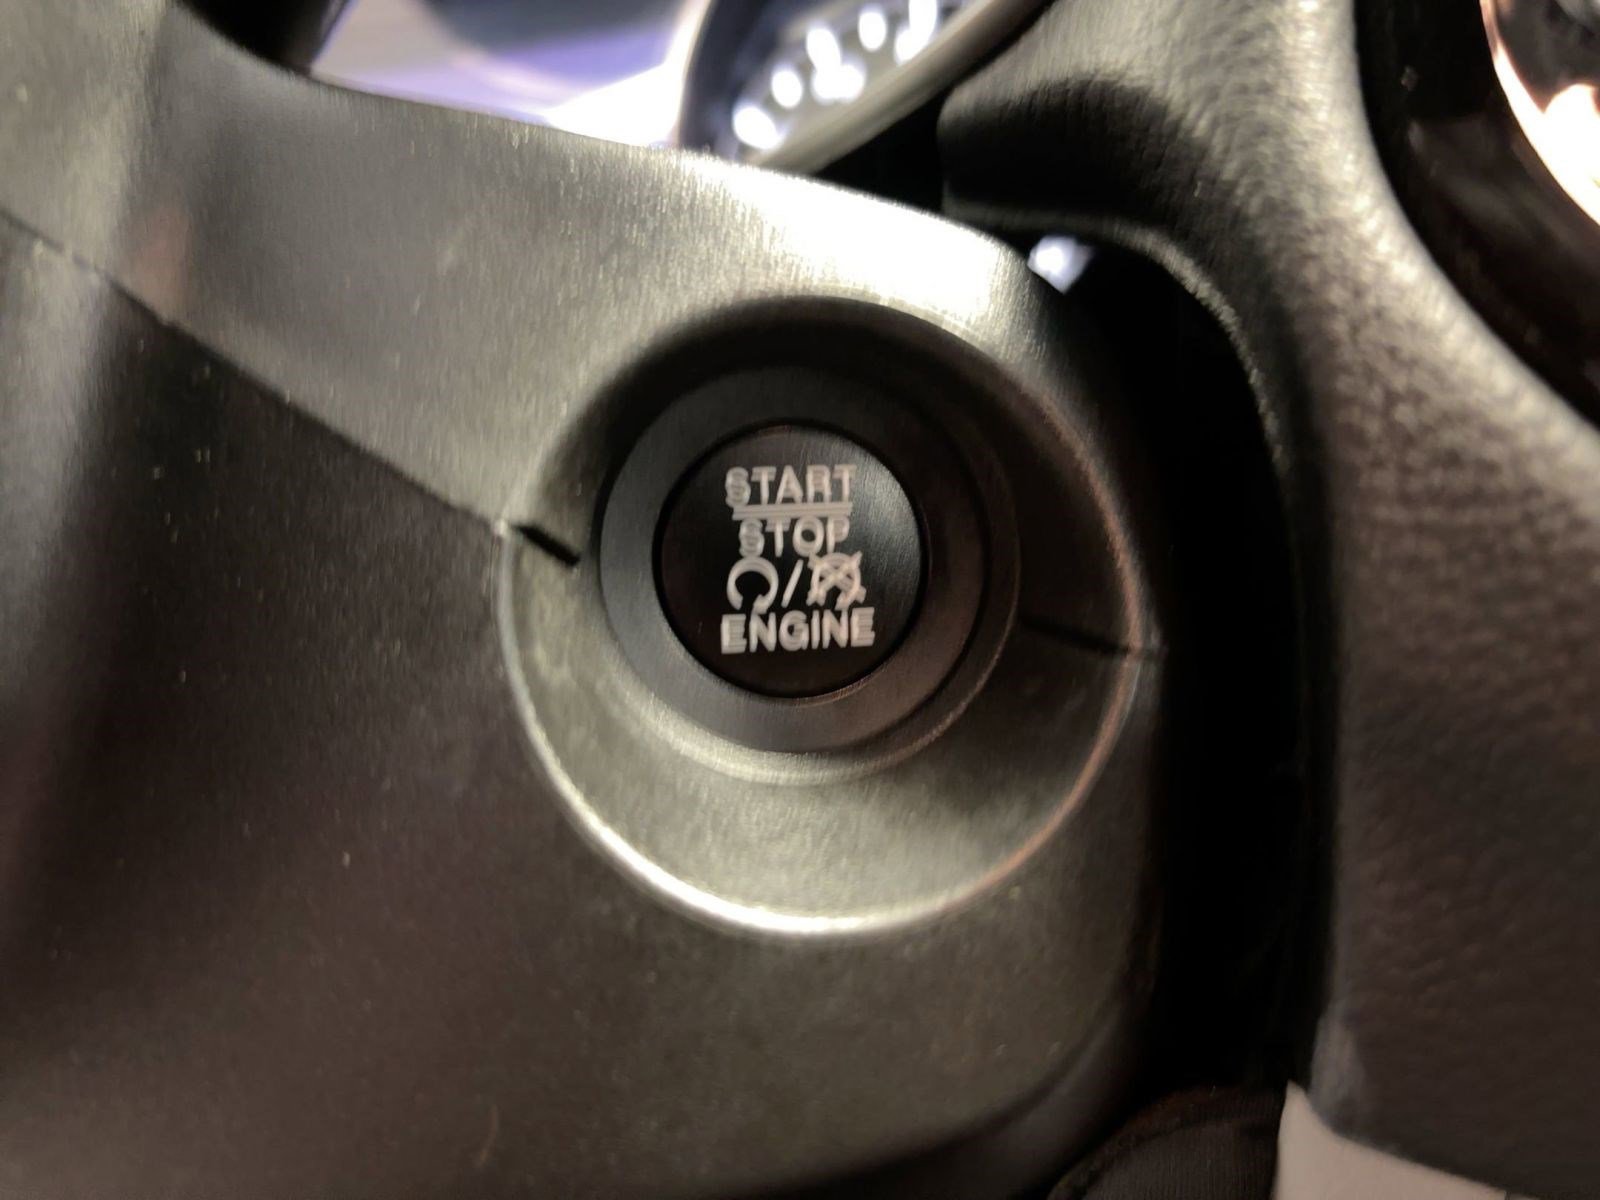 START
STOP
/
ENGINE